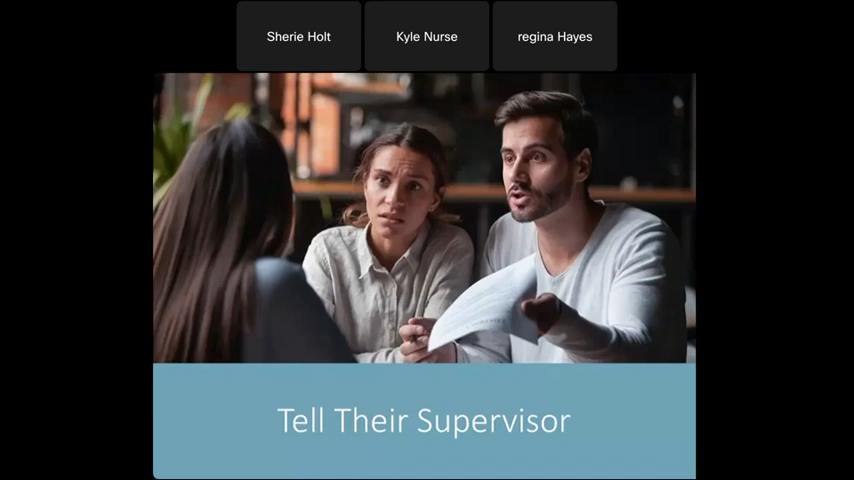 Sherie Holt
Kyle Nurse
regina Hayes
Tell Their Supervisor